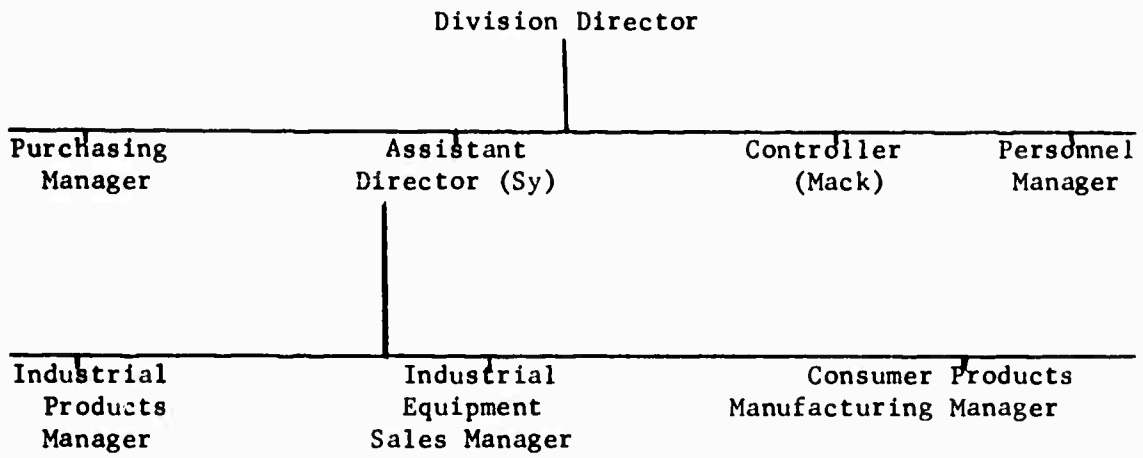 Division Director
Purchasing Assistant Controller Personnel
Manager Director (Sy) (Mack) Manager
Industrial Industrial Consumer Products
Products Equipment Manufacturing Manager
Manager Sales Manager